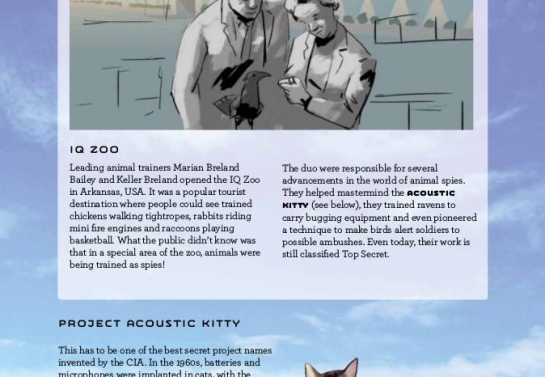 IQ ZOO
Leading animal trainers Marian Breland
Bailey and Keller Breland opened the IQ Zoo
in Arkansas, USA. It was a popular tourist
destination where people could see trained
chickens walking tightropes, rabbits riding
mini fire engines and raccoons playing
basketball. What the public didn't know was
that in a special area of the zoo, animals were
being trained as spies!
The duo were responsible for several
advancements in the world of animal spies.
They helped mastermind the ACOUSTIC
KITTY (see below), they trained ravens to
carry bugging equipment and even pioneered
a technique to make birds alert soldiers to
possible ambushes. Even today, their work is
still classified Top Secret.
PROJECT ACOUSTIC KITTY
This has to be one of the best secret project names
invented by the CIA. In the 1960s, batteries and
microphones were implanted in cats, with the